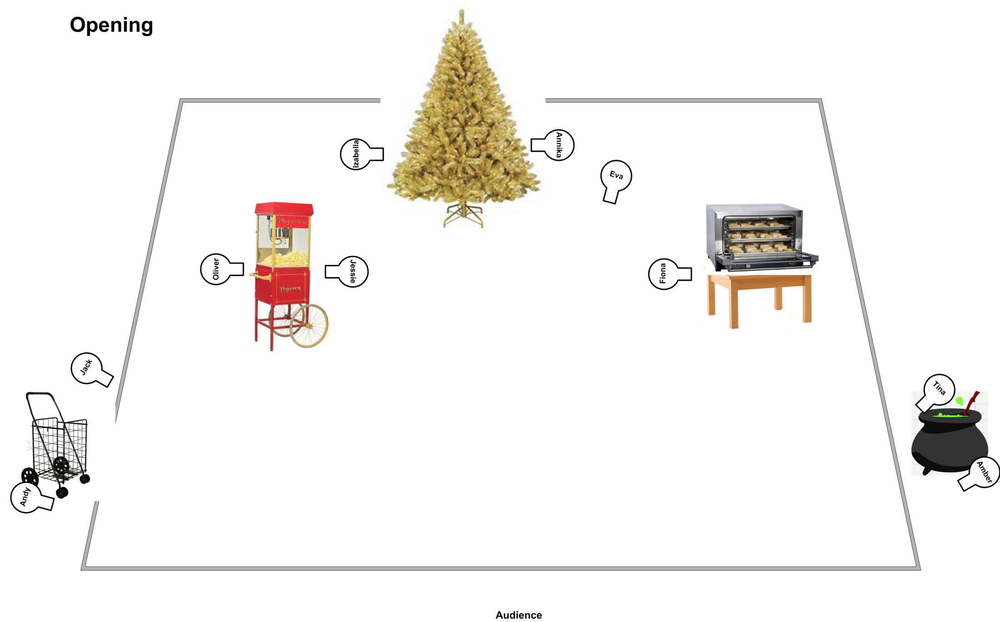 Opening
Izabella
Annika
Eva
Popcorn
Oliver
Jessie
Fiona
Popcorn
Jack
Tina
Andy
Amber
Audience